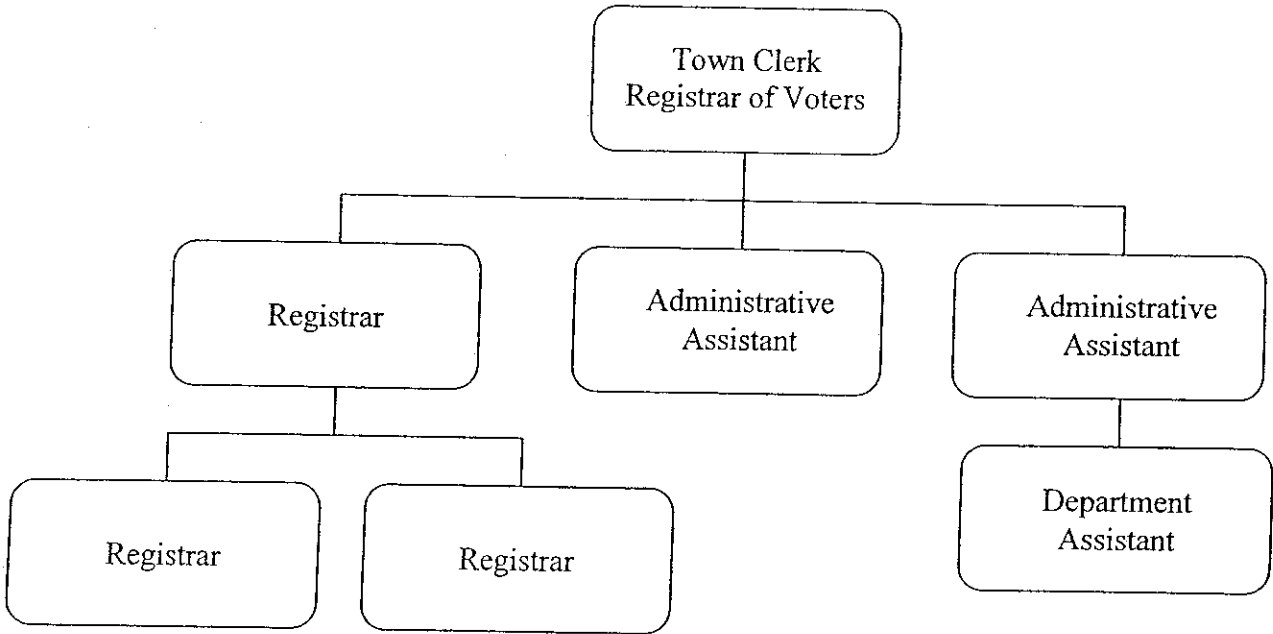 Town Clerk
Registrar of Voters
Registrar
Administrative
Assistant
Administrative
Assistant
Registrar
Registrar
Department
Assistant